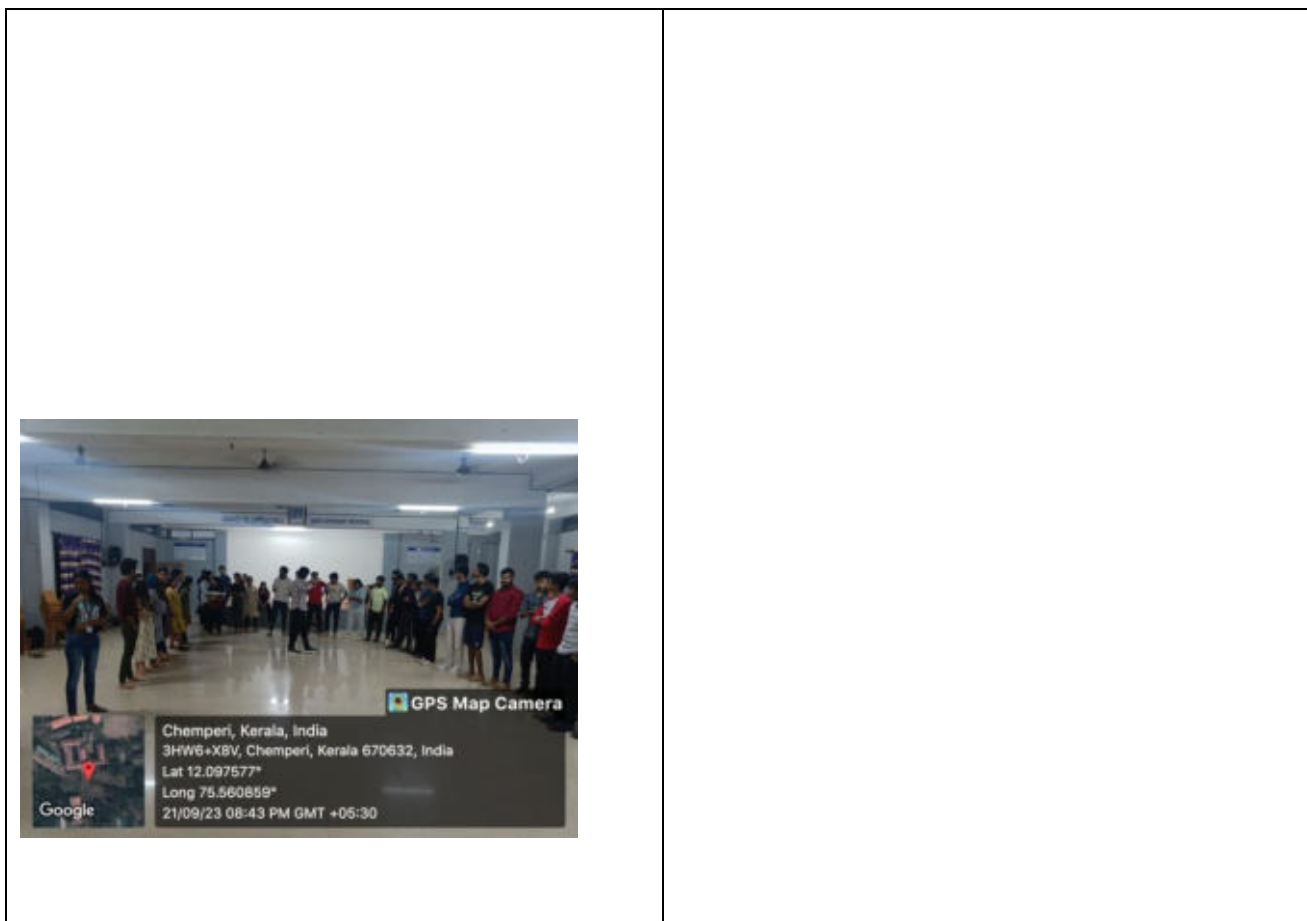 GPS Map Camera
Chemperi, Kerala, India
3HW6+X8V, Chemperi, Kerala 670632, India
Lat 12.097577°
Long 75.560859°
21/09/23 08:43 PM GMT +05:30
Google